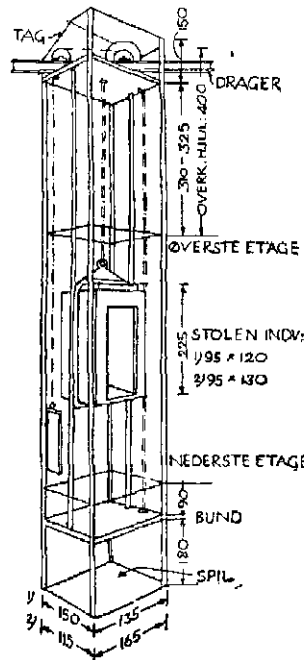 TAG
150
DRAGER
310-325
OVERK. HJUL: 400
ØVERSTE ETAGE
225
STOLEN INDV:
1/95 × 120
2/95 × 130
NEDERSTE ETAGE
90
BUND
180
SPIL
1/ 150 135
2/ 115 165